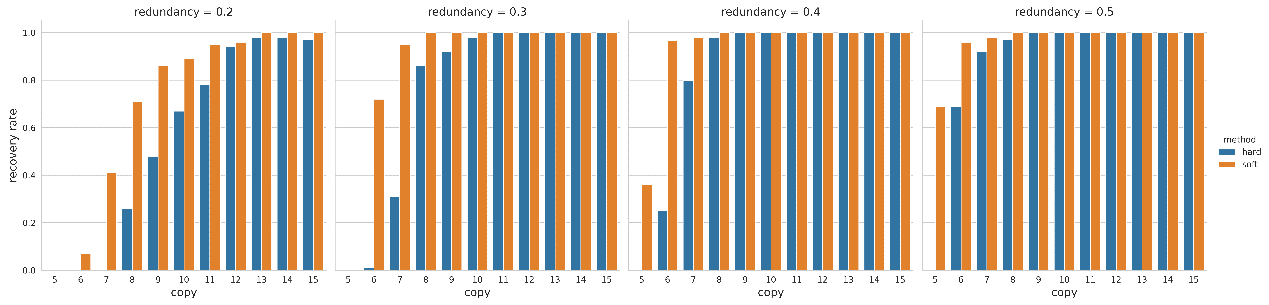 redundancy = 0.2
redundancy = 0.3
redundancy = 0.4
redundancy = 0.5
recovery rate
1.0
0.8
0.6
0.4
0.2
0.0
5 6 7 8 9 10 11 12 13 14 15
5 6 7 8 9 10 11 12 13 14 15
5 6 7 8 9 10 11 12 13 14 15
5 6 7 8 9 10 11 12 13 14 15
copy
copy
copy
copy
method
hard
soft